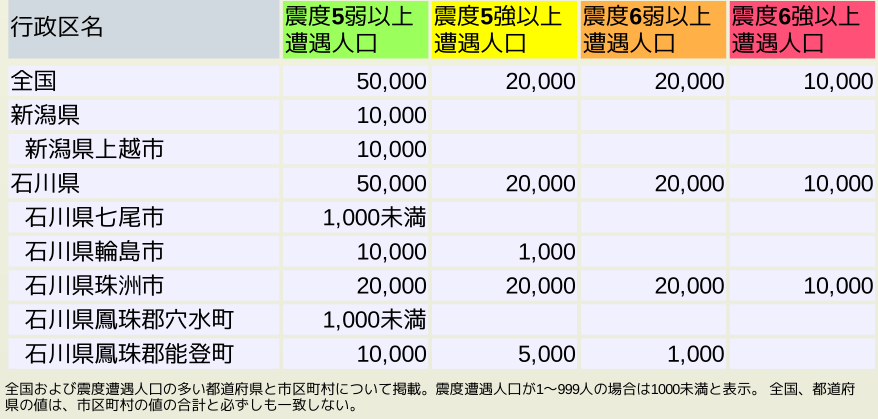 行政区名 震度5弱以上遭遇人口 震度5強以上遭遇人口 震度6弱以上遭遇人口 震度6強以上遭遇人口
全国 50,000 20,000 20,000 10,000
新潟県 10,000
新潟県上越市 10,000
石川県 50,000 20,000 20,000 10,000
石川県七尾市 1,000未満
石川県輪島市 10,000 1,000
石川県珠洲市 20,000 20,000 20,000 10,000
石川県鳳珠郡穴水町 1,000未満
石川県鳳珠郡能登町 10,000 5,000 1,000
全国および震度遭遇人口の多い都道府県と市区町村について掲載。震度遭遇人口が1～999人の場合は1000未満と表示。 全国、都道府
県の値は、市区町村の値の合計と必ずしも一致しない。